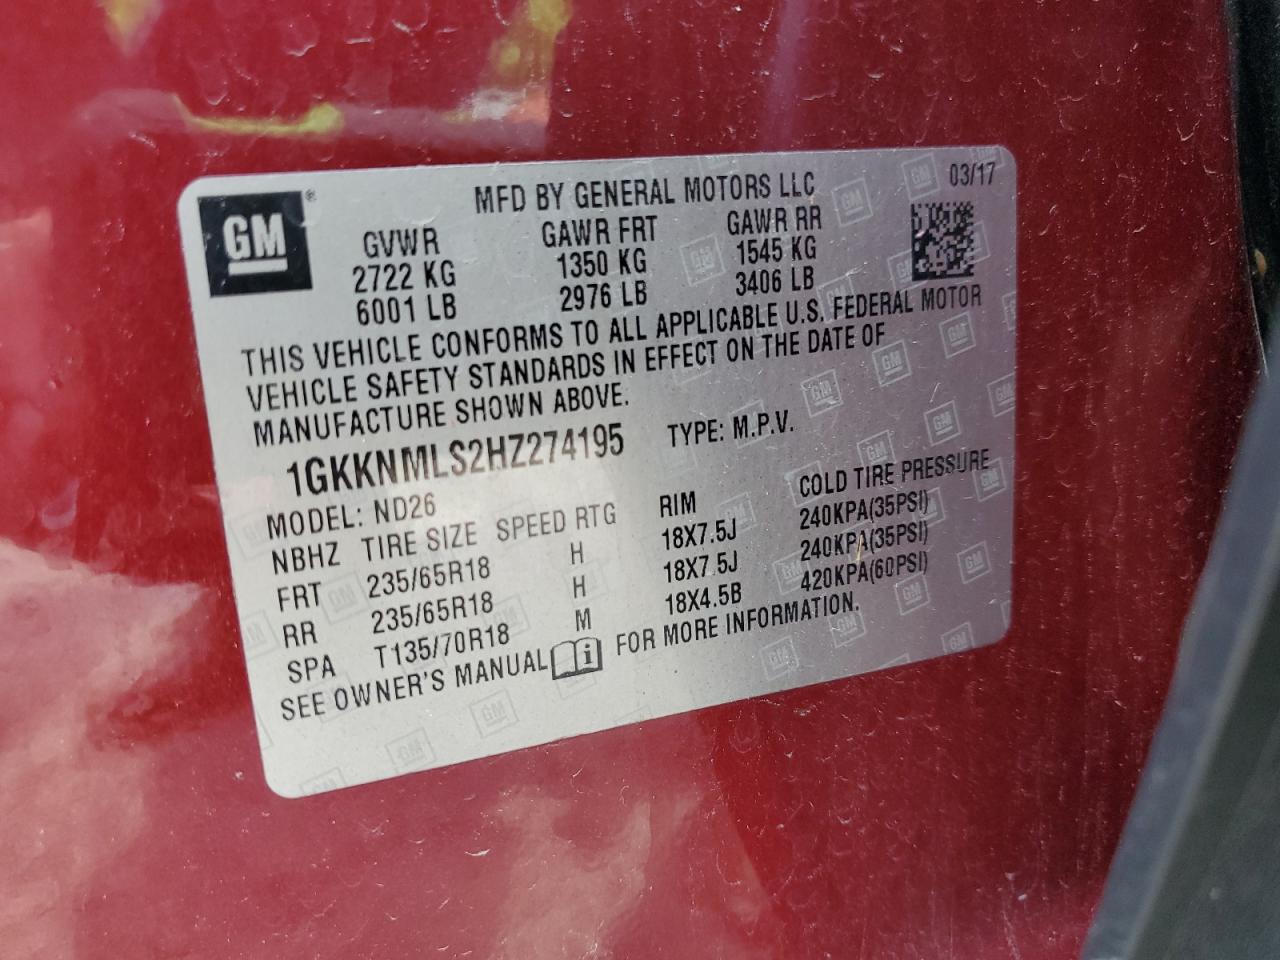 GM®
MFD BY GENERAL MOTORS LLC
03/17
GVWR GAWR FRT GAWR RR
2722 KG 1350 KG 1545 KG
6001 LB 2976 LB 3406 LB
THIS VEHICLE CONFORMS TO ALL APPLICABLE U.S. FEDERAL MOTOR
VEHICLE SAFETY STANDARDS IN EFFECT ON THE DATE OF
MANUFACTURE SHOWN ABOVE.
1GKKNMLS2HZ274195 TYPE: M.P.V.
MODEL: ND26
NBHZ TIRE SIZE SPEED RTG RIM COLD TIRE PRESSURE
FRT 235/65R18 H 18X7.5J 240KPA(35PSI)
RR 235/65R18 H 18X7.5J 240KPA(35PSI)
SPA T135/70R18 M 18X4.5B 420KPA(60PSI)
SEE OWNER'S MANUAL i FOR MORE INFORMATION.